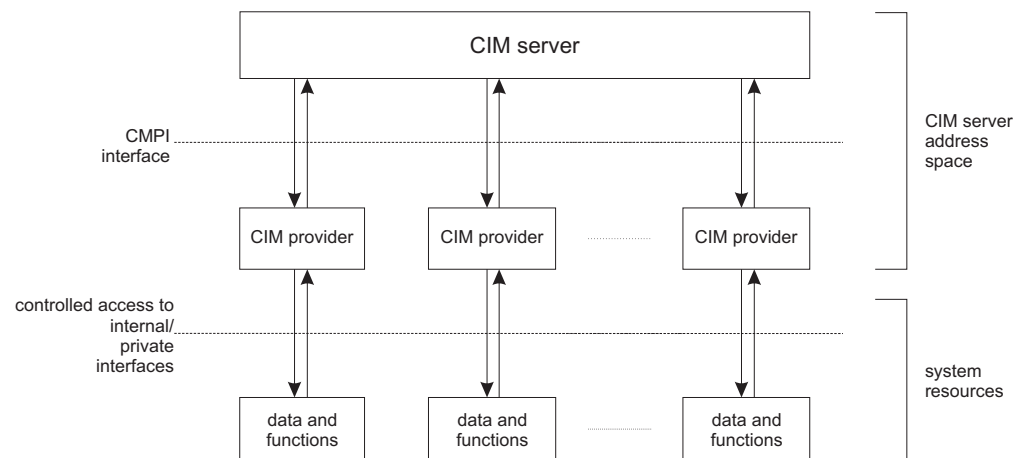 CIM server
CMPI
interface
CIM server
address
space
CIM provider
CIM provider
CIM provider
controlled access to
internal/
private
interfaces
system
resources
data and
functions
data and
functions
data and
functions